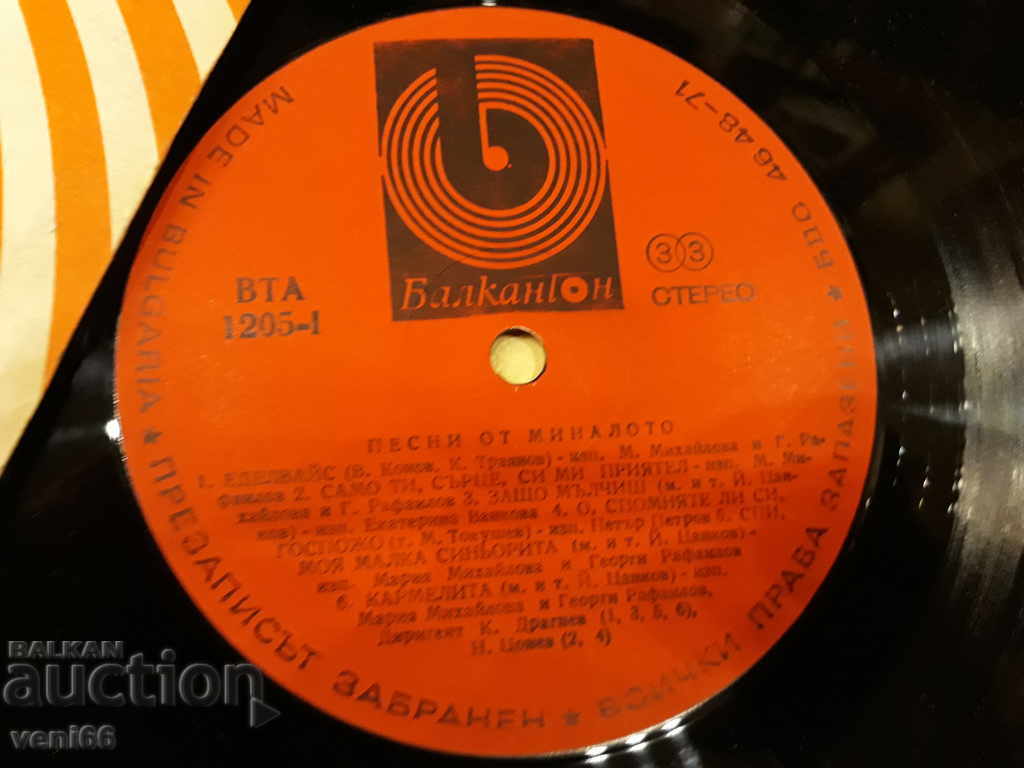 MADE IN BULGARIA ★ ПРЕЗАПИСЪТ ЗАБРАНЕН ★ ВСИЧКИ ПРАВА ЗАПАЗЕНИ БДС 4648-71
Балкантон
ВТА
1205-I
33
СТЕРЕО
ПЕСНИ ОТ МИНАЛОТО
1. ЕДЕЛВАЙС (В. Комов, К. Траянов) - изп. М. Михайлова и Г. Ра-
фаилов 2. САМО ТИ, СЪРЦЕ, СИ МИ ПРИЯТЕЛ - изп. М. Ми-
хайлова и Г. Рафаилов 3. ЗАЩО МЪЛЧИШ (м. и т. Й. Цан-
ков) - изп. Екатерина 4. О, СПОМНЯТЕ ЛИ СИ,
ГОСПОЖО (т. М. Токушев) - изп. Петър Петров 5. СПИ,
МОЯ МАЛКА СИНЬОРИТА (м. и т. Й. Цанков) -
изп. Мария Михайлова и Георги Рафаилов
6. КАРМЕЛИТА (м. и т. Й. Цанков) - изп.
Мария Михайлова и Георги Рафаилов,
Диригент К. Драгнев (1, 3, 5, 6),
Н. Цонев (2, 4)
BALKAN
auction
veni66